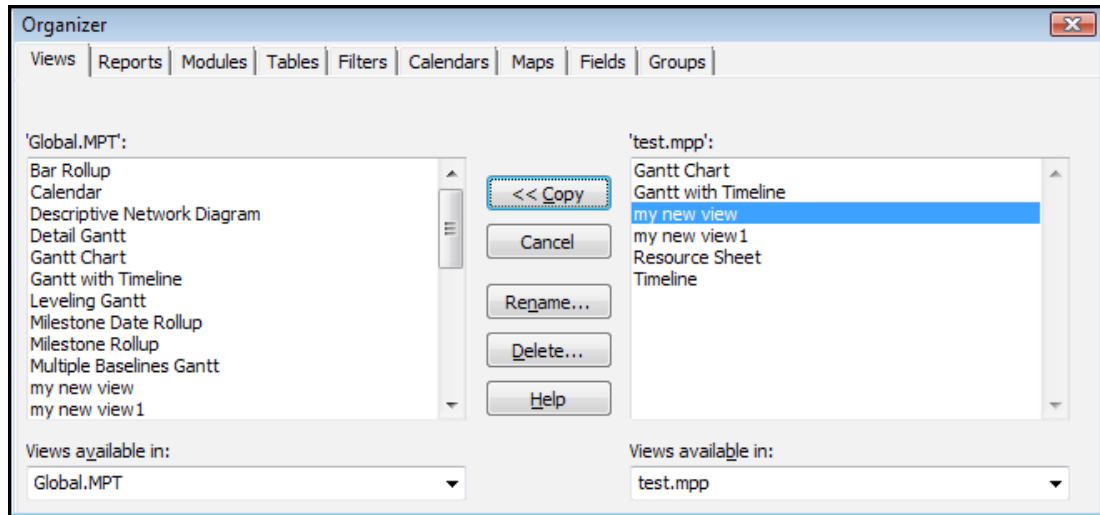 Organizer
Views Reports Modules Tables Filters Calendars Maps Fields Groups
'Global.MPT':
Bar Rollup
Calendar
Descriptive Network Diagram
Detail Gantt
Gantt Chart
Gantt with Timeline
Leveling Gantt
Milestone Date Rollup
Milestone Rollup
Multiple Baselines Gantt
my new view
my new view1
<< Copy
Cancel
Rename...
Delete...
Help
'test.mpp':
Gantt Chart
Gantt with Timeline
my new view
my new view1
Resource Sheet
Timeline
Views available in:
Global.MPT
Views available in:
test.mpp